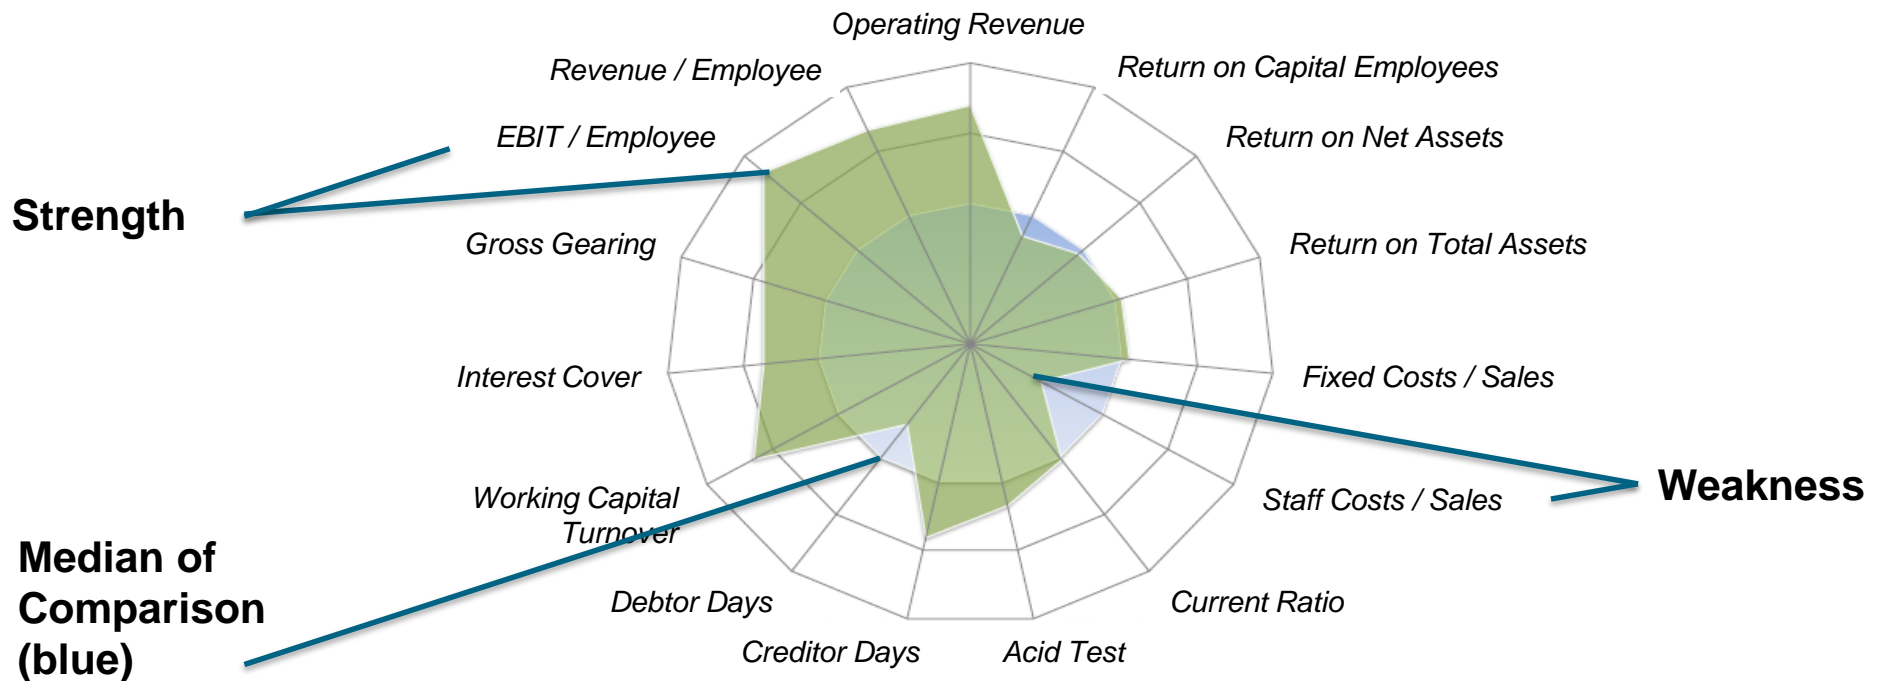 Operating Revenue
Revenue / Employee
Return on Capital Employees
EBIT / Employee
Return on Net Assets
Strength
Gross Gearing
Return on Total Assets
Interest Cover
Fixed Costs / Sales
Working Capital
Turnover
Staff Costs / Sales
Weakness
Median of
Comparison
(blue)
Debtor Days
Current Ratio
Creditor Days
Acid Test